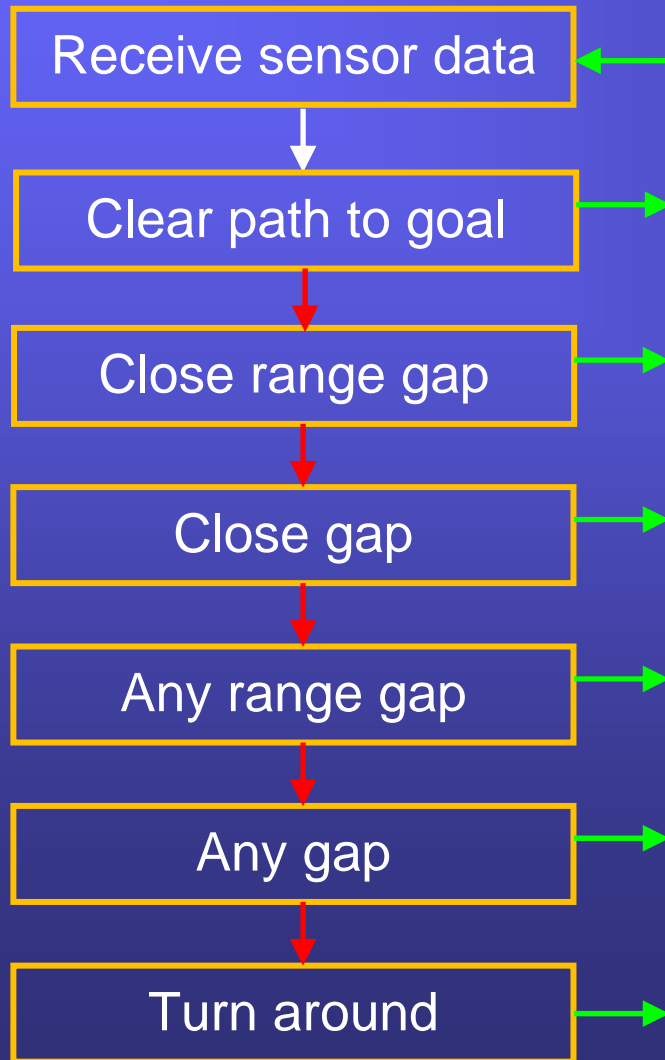 Receive sensor data
Clear path to goal
Close range gap
Close gap
Any range gap
Any gap
Turn around